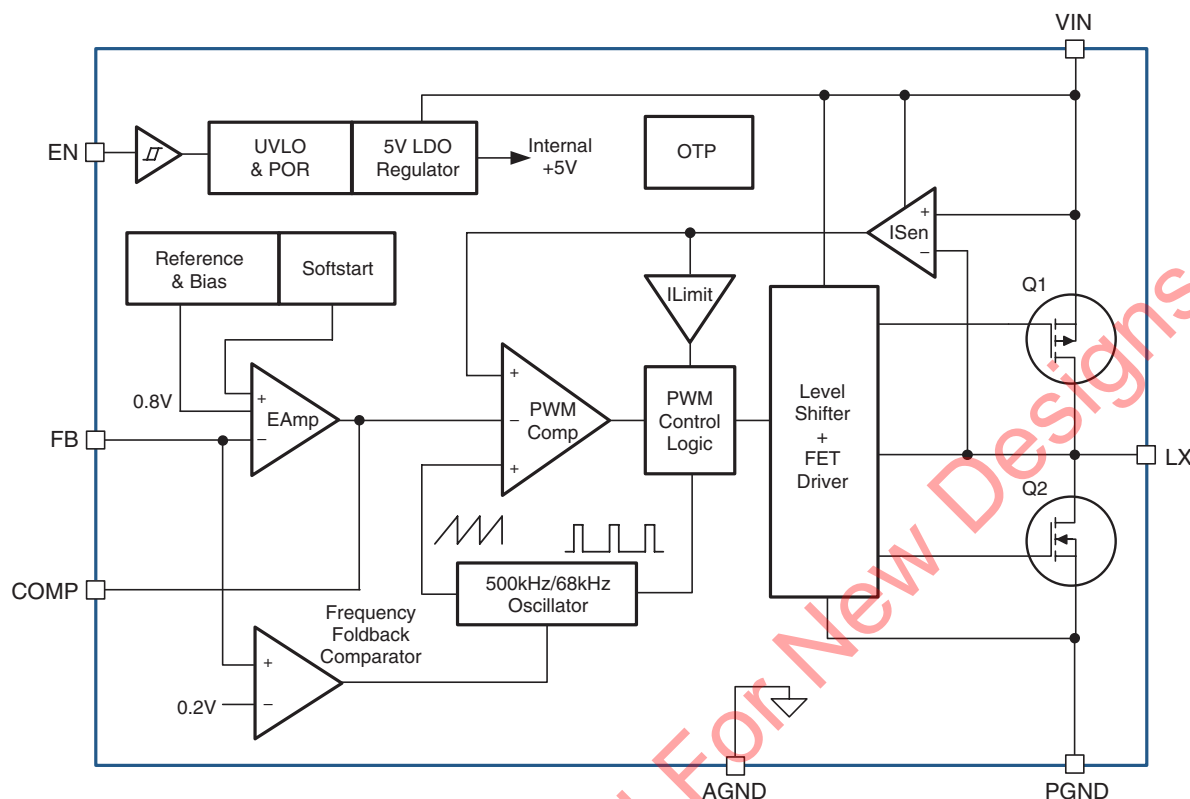 VIN
EN
UVLO
& POR
5V LDO
Regulator
Internal
+5V
OTP
Reference
& Bias
Softstart
ISen
+
−
ILimit
Q1
0.8V
EAmp
+
−
PWM
Comp
+
−
+
PWM
Control
Logic
Level
Shifter
+
FET
Driver
FB
LX
Q2
COMP
500kHz/68kHz
Oscillator
Frequency
Foldback
Comparator
+
−
0.2V
AGND
PGND
For New Designs